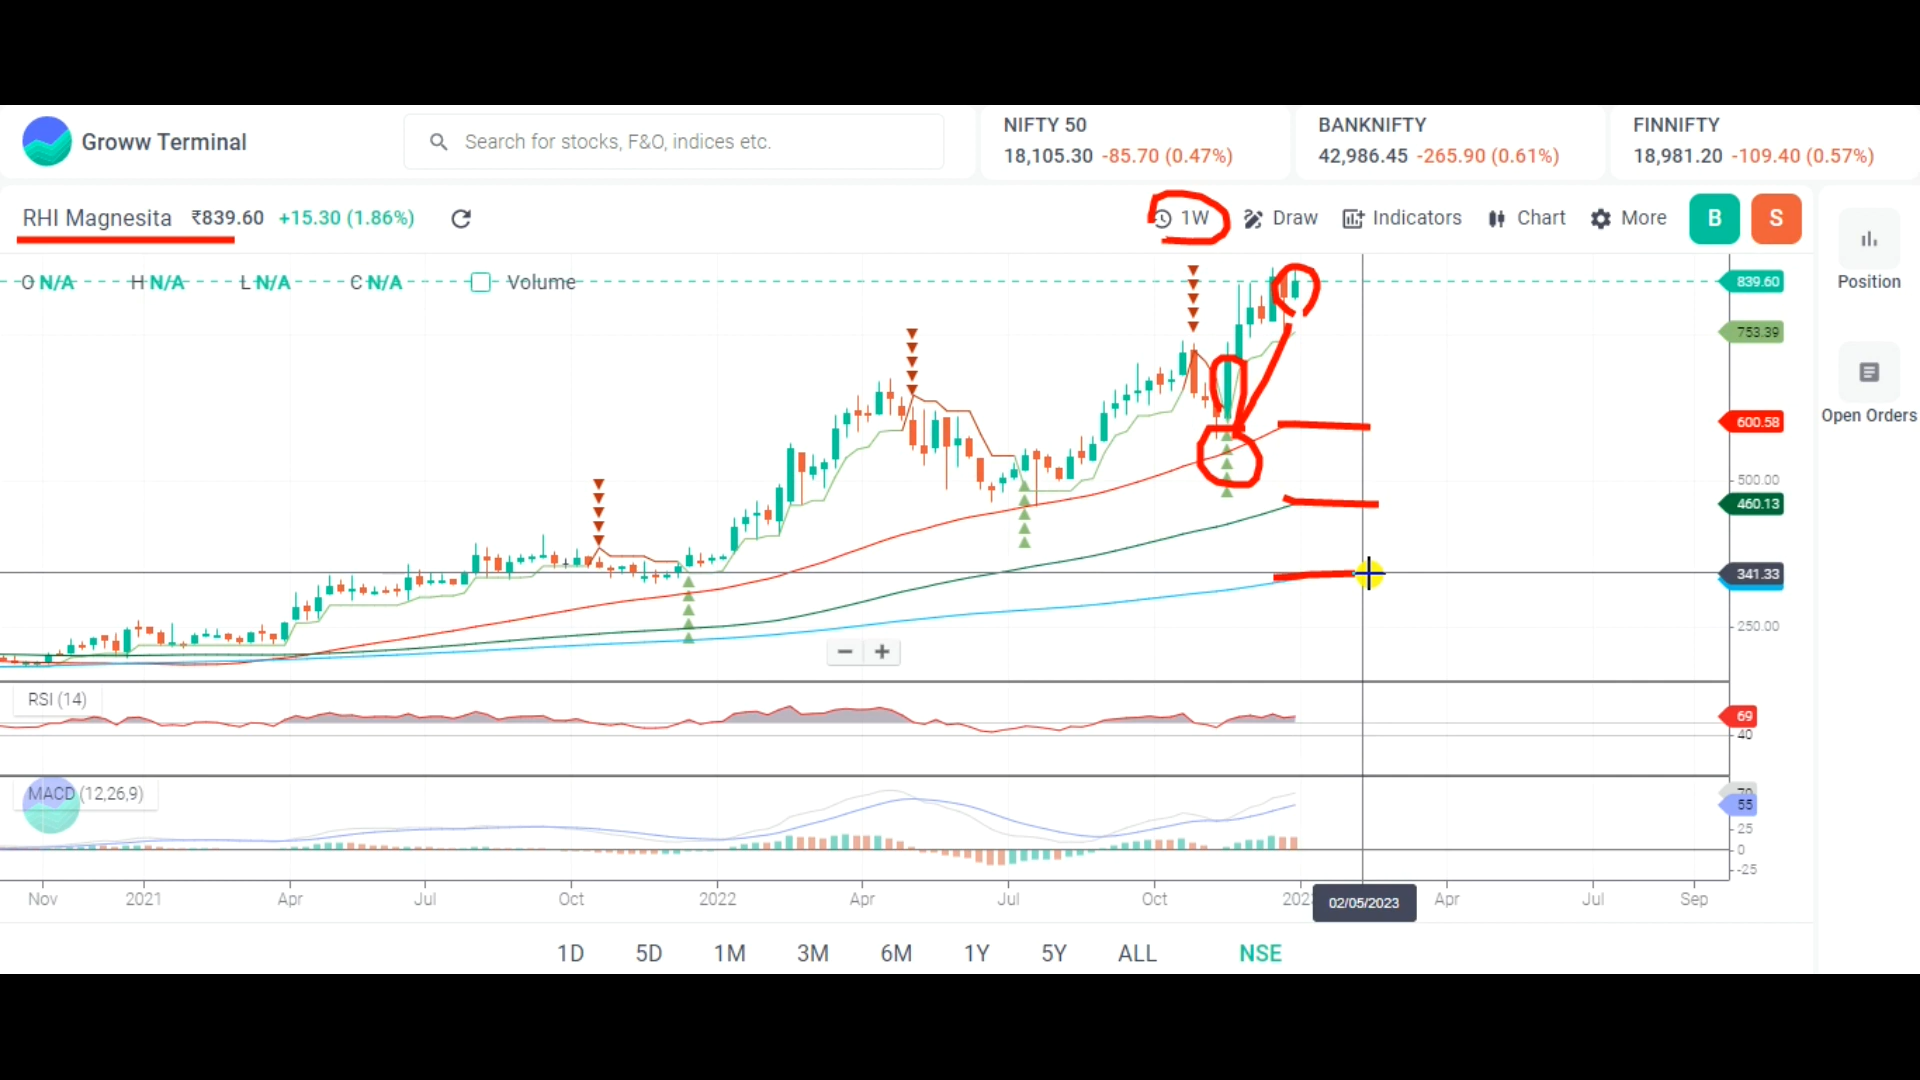 Groww Terminal
Search for stocks, F&O, indices etc.
NIFTY 50
18,105.30 -85.70 (0.47%)
BANKNIFTY
42,986.45 -265.90 (0.61%)
FINNIFTY
18,981.20 -109.40 (0.57%)
RHI Magnesita ₹839.60 +15.30 (1.86%)
1W Draw Indicators Chart More B S
O N/A H N/A L N/A C N/A Volume
Position
Open Orders
839.60
753.39
600.58
500.00
460.13
341.33
250.00
RSI (14)
69
40
MACD (12,26,9)
55
25
0
-25
Nov 2021 Apr Jul Oct 2022 Apr Jul Oct 02/05/2023 Apr Jul Sep
1D 5D 1M 3M 6M 1Y 5Y ALL NSE